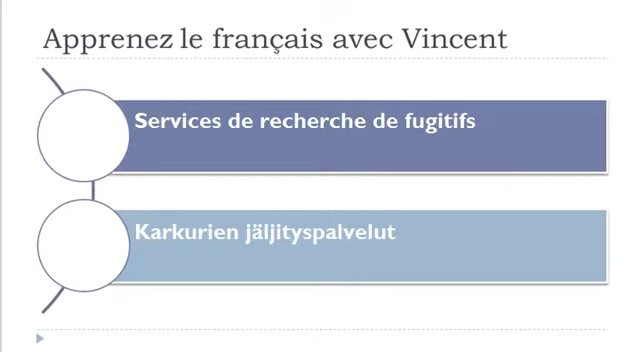 Apprenez le français avec Vincent
Services de recherche de fugitifs
Karkurien jäljityspalvelut